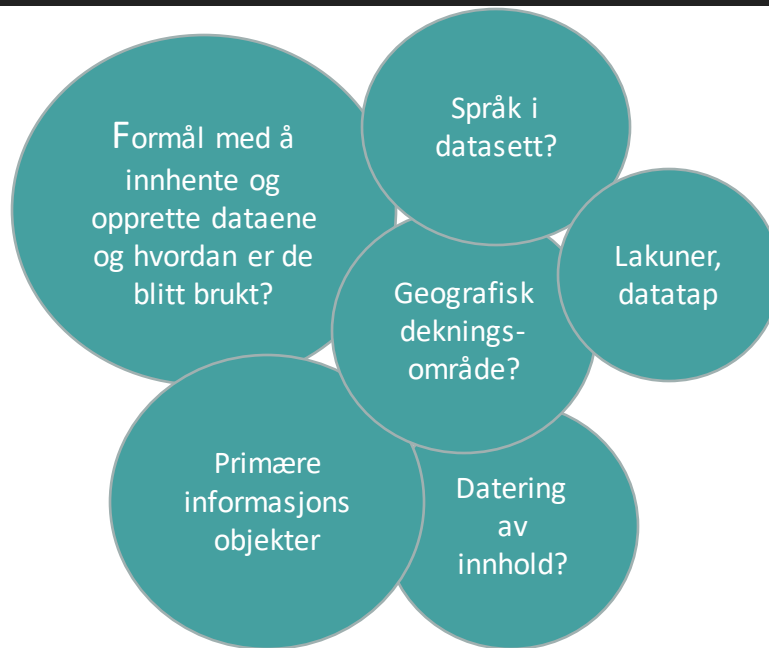 Formål med å
innhente og
opprette dataene
og hvordan er de
blitt brukt?
Språk i
datasett?
Lakuner,
datatap
Geografisk
deknings-
område?
Primære
informasjons
objekter
Datering
av
innhold?